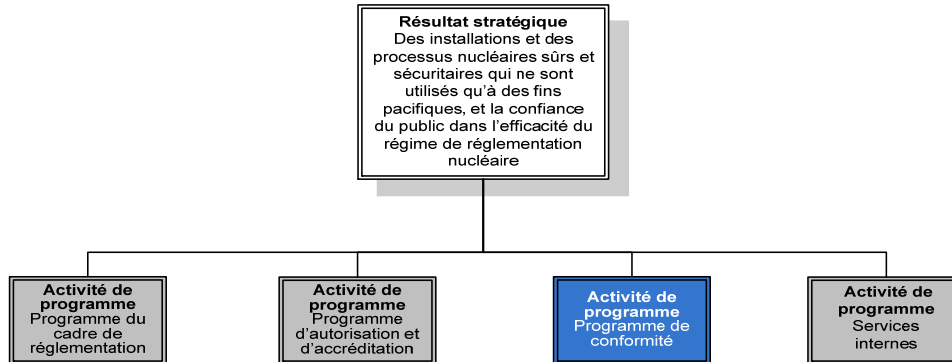 Résultat stratégique
Des installations et des
processus nucléaires sûrs et
sécuritaires qui ne sont
utilisés qu'à des fins
pacifiques, et la confiance
du public dans l'efficacité du
régime de réglementation
nucléaire
Activité de
programme
Programme du
cadre de
réglementation
Activité de
programme
Programme
d'autorisation et
d'accréditation
Activité de
programme
Programme de
conformité
Activité de
programme
Services
internes